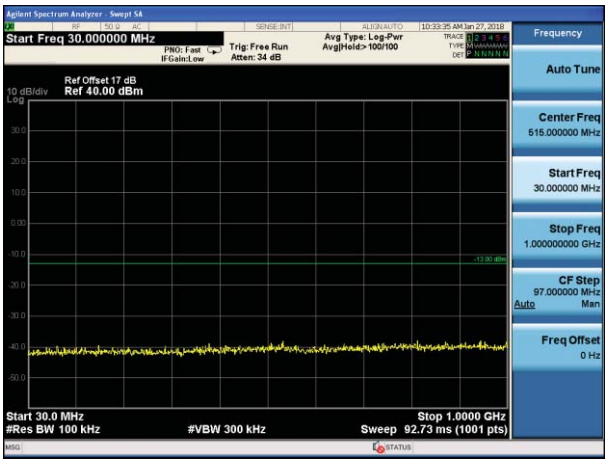 Agilent Spectrum Analyzer - Swept SA
RF 50 Ω AC SENSE:INT ALIGNAUTO 10:33:35 AM Jan 27, 2018
Start Freq 30.000000 MHz
PNO: Fast
IFGain:Low
Trig: Free Run
Atten: 34 dB
Avg Type: Log-Pwr
Avg|Hold:> 100/100
TRACE 1 2 3 4 5 6
TYPE M
DET P N N N N N
Frequency
Ref Offset 17 dB
10 dB/div Ref 40.00 dBm
Log
30.0
20.0
10.0
0.00
-10.0
-13.00 dBm
-20.0
-30.0
-40.0
-50.0
Start 30.0 MHz Stop 1.0000 GHz
#Res BW 100 kHz #VBW 300 kHz Sweep 92.73 ms (1001 pts)
MSG STATUS
Auto Tune
Center Freq
515.000000 MHz
Start Freq
30.000000 MHz
Stop Freq
1.000000000 GHz
CF Step
97.000000 MHz
Auto Man
Freq Offset
0 Hz